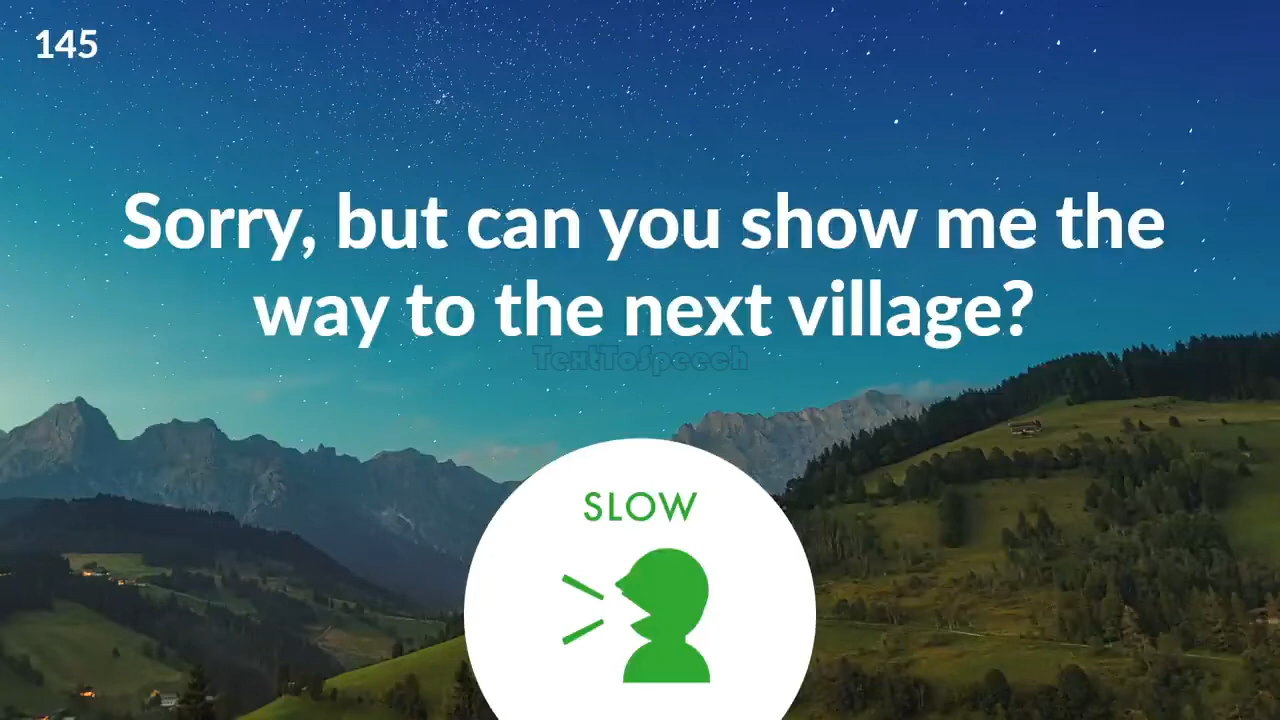 145
Sorry, but can you show me the
way to the next village?
TextToSpeech
SLOW